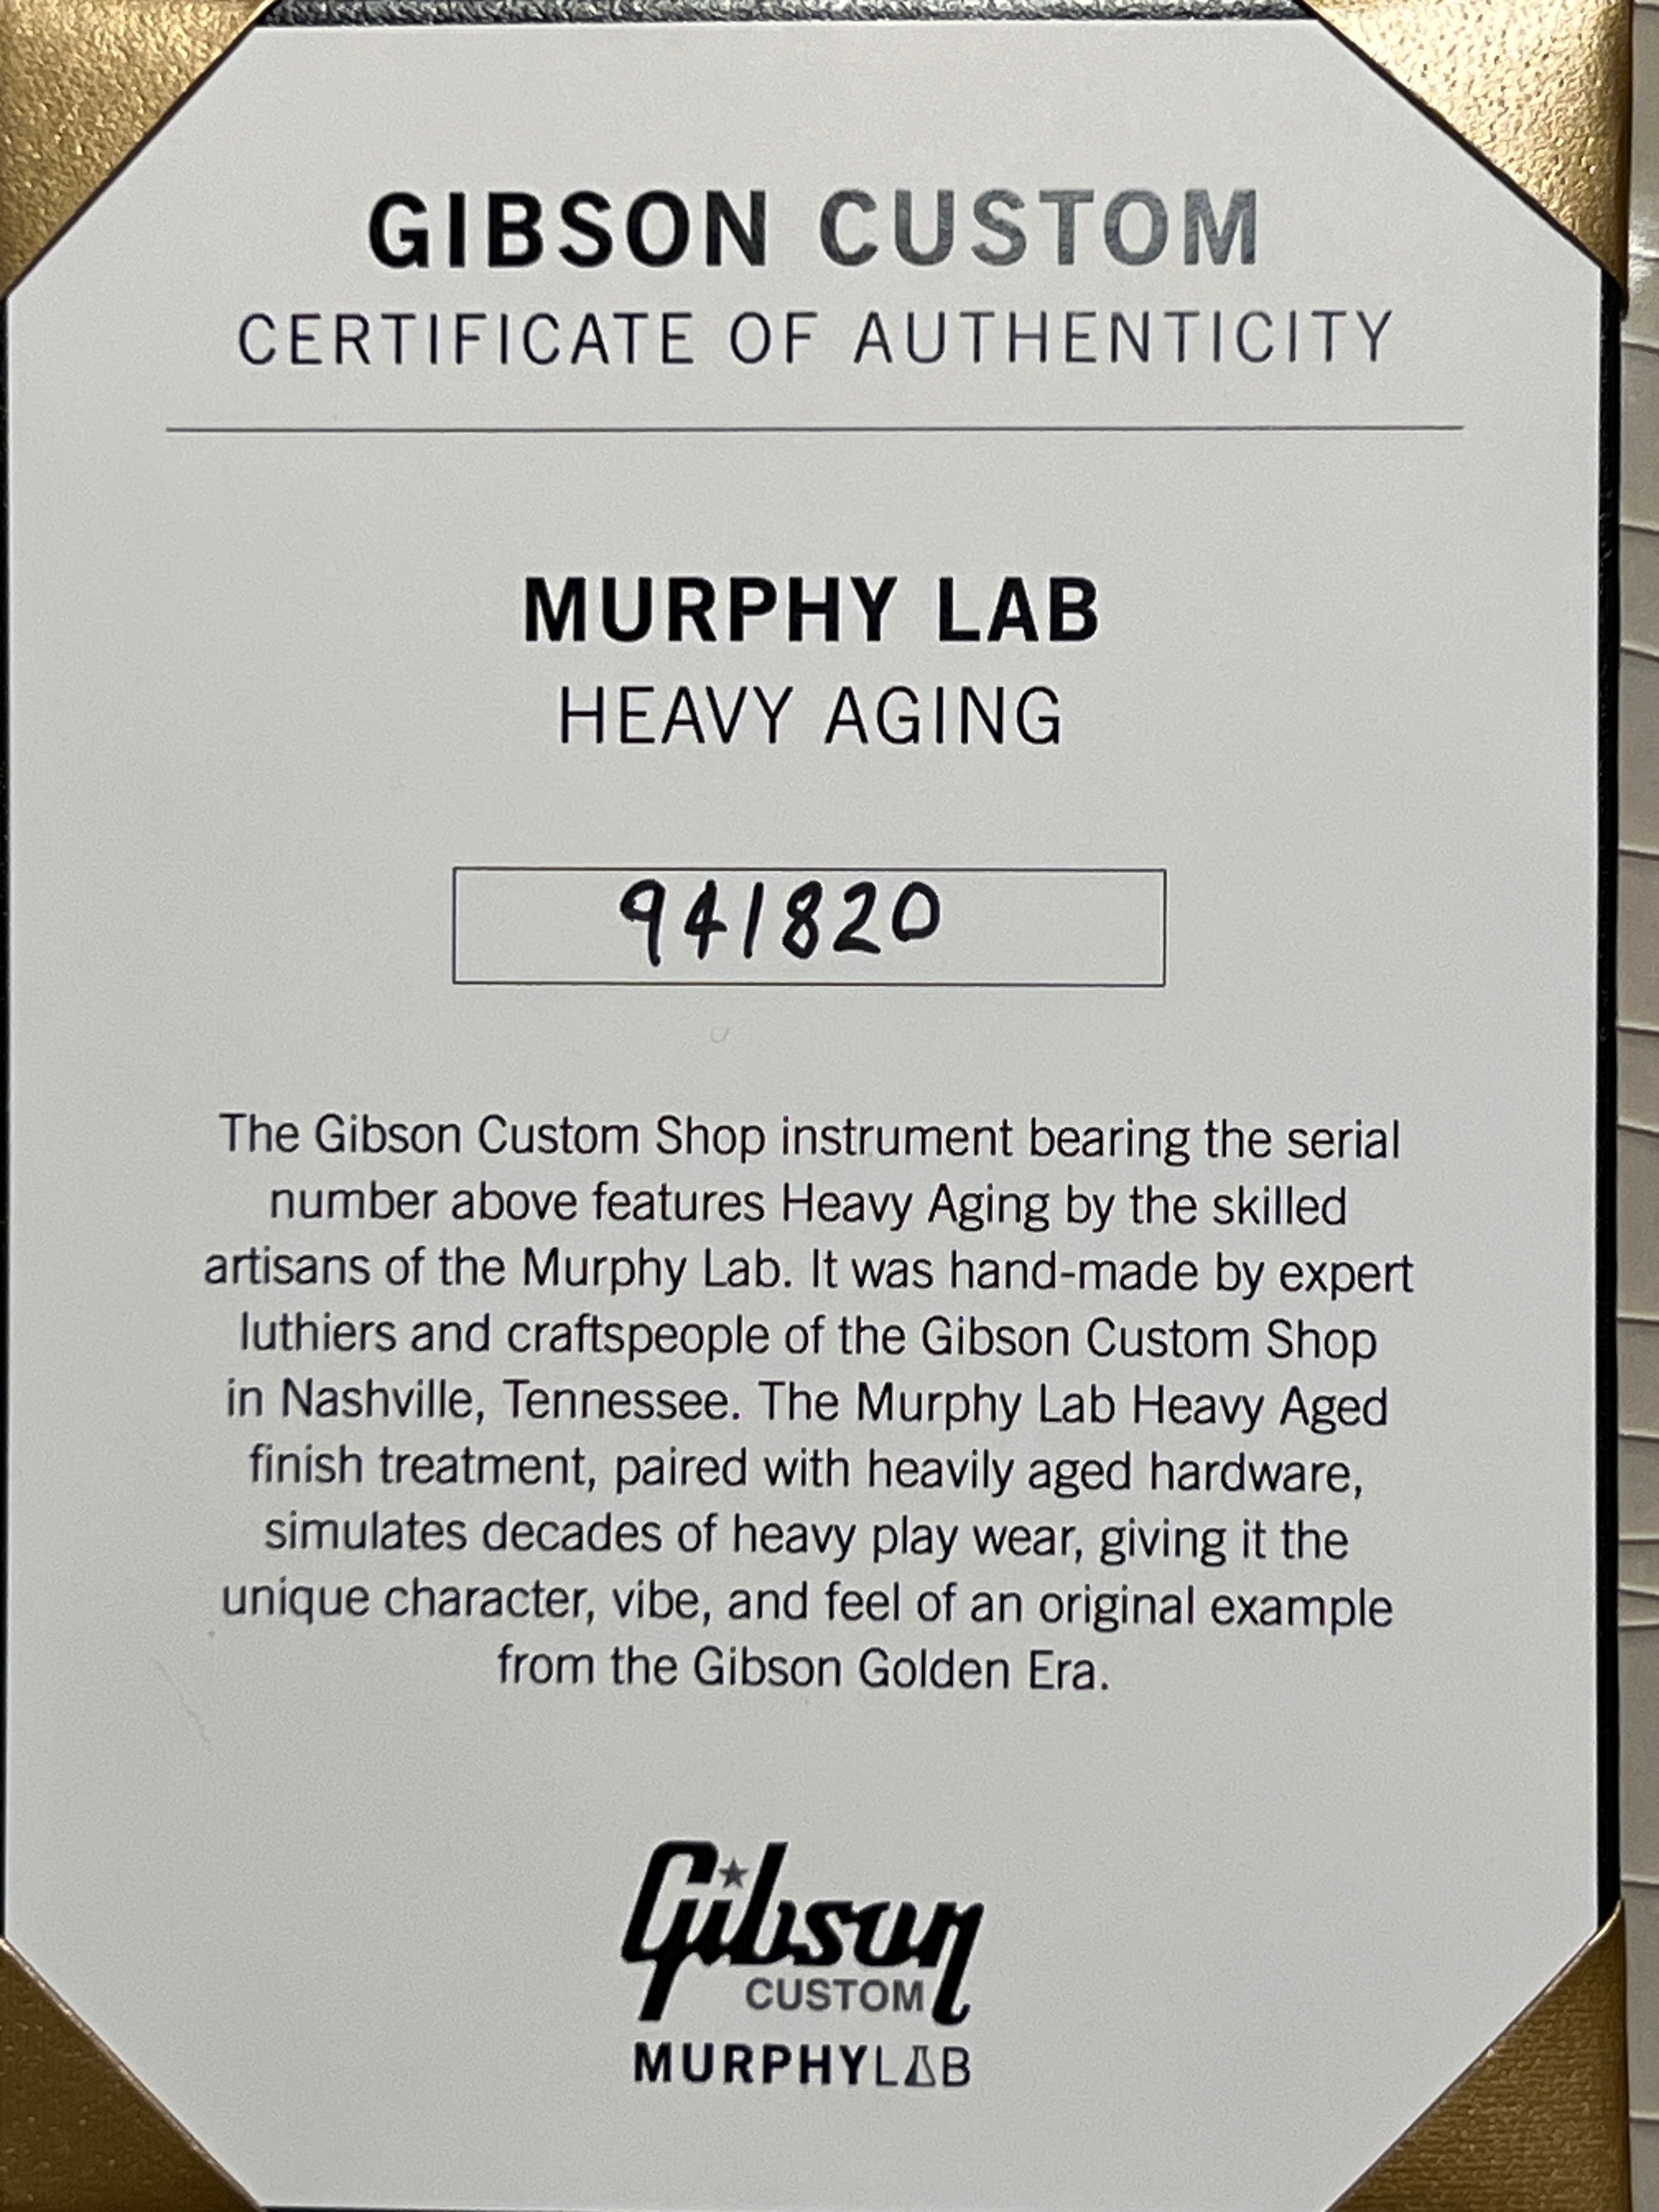 GIBSON CUSTOM
CERTIFICATE OF AUTHENTICITY
MURPHY LAB
HEAVY AGING
941820
The Gibson Custom Shop instrument bearing the serial
number above features Heavy Aging by the skilled
artisans of the Murphy Lab. It was hand-made by expert
luthiers and craftspeople of the Gibson Custom Shop
in Nashville, Tennessee. The Murphy Lab Heavy Aged
finish treatment, paired with heavily aged hardware,
simulates decades of heavy play wear, giving it the
unique character, vibe, and feel of an original example
from the Gibson Golden Era.
Gibson
CUSTOM
MURPHYLAB